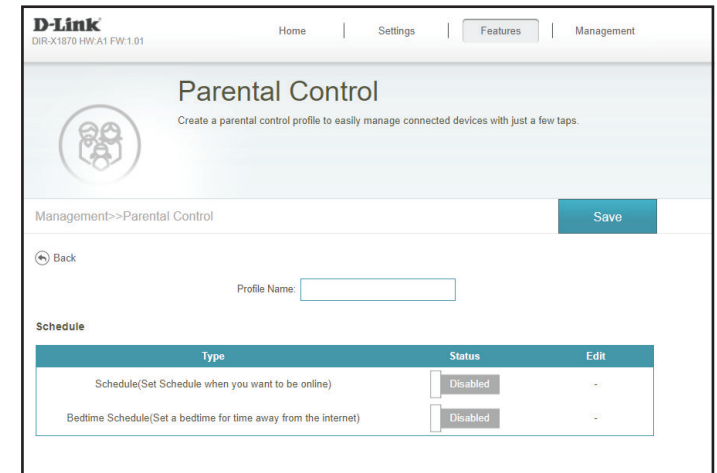 D-Link
DIR-X1870 HW:A1 FW:1.01
Home | Settings | Features | Management
Parental Control
Create a parental control profile to easily manage connected devices with just a few taps.
Management>>Parental Control
Save
Back
Profile Name:
Schedule
Type Status Edit
Schedule(Set Schedule when you want to be online) Disabled -
Bedtime Schedule(Set a bedtime for time away from the internet) Disabled -